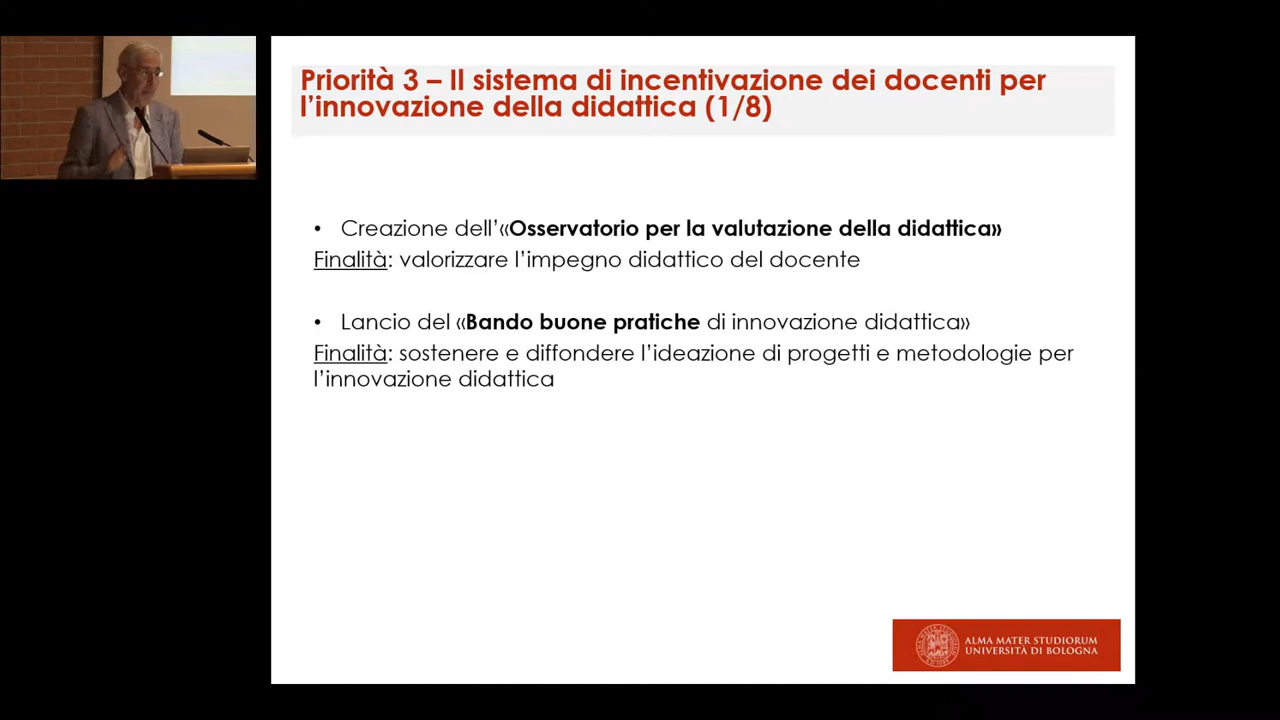 Priorità 3 – Il sistema di incentivazione dei docenti per
l’innovazione della didattica (1/8)
• Creazione dell’«Osservatorio per la valutazione della didattica»
Finalità: valorizzare l’impegno didattico del docente
• Lancio del «Bando buone pratiche di innovazione didattica»
Finalità: sostenere e diffondere l’ideazione di progetti e metodologie per
l’innovazione didattica
ALMA MATER STUDIORUM
UNIVERSITÀ DI BOLOGNA